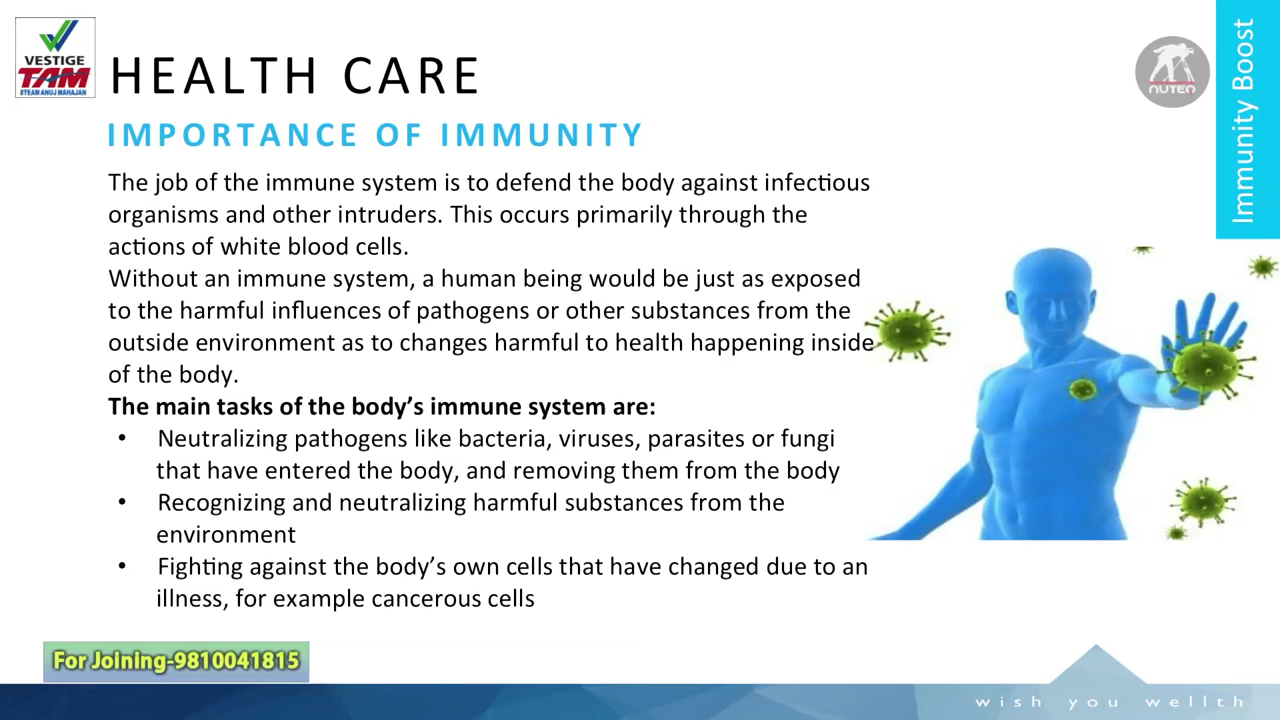 VESTIGE
TAM
#TEAM ANUJ MAHAJAN
HEALTH CARE
NUTEQ
Immunity Boost
IMPORTANCE OF IMMUNITY
The job of the immune system is to defend the body against infectious
organisms and other intruders. This occurs primarily through the
actions of white blood cells.
Without an immune system, a human being would be just as exposed
to the harmful influences of pathogens or other substances from the
outside environment as to changes harmful to health happening inside
of the body.
The main tasks of the body’s immune system are:
• Neutralizing pathogens like bacteria, viruses, parasites or fungi
that have entered the body, and removing them from the body
• Recognizing and neutralizing harmful substances from the
environment
• Fighting against the body’s own cells that have changed due to an
illness, for example cancerous cells
For Joining-9810041815
wish you wellth